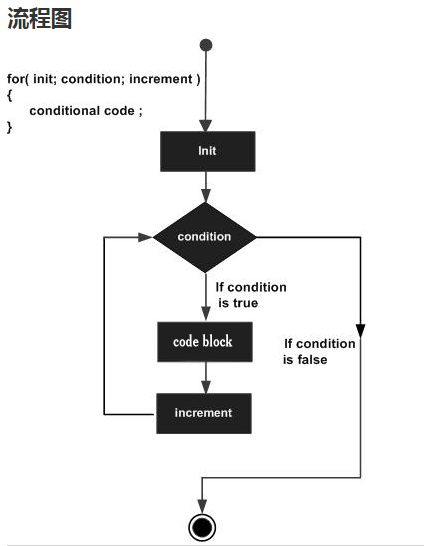 流程图
for( init; condition; increment )
{
conditional code ;
}
Init
condition
If condition
is true
If condition
is false
code block
increment